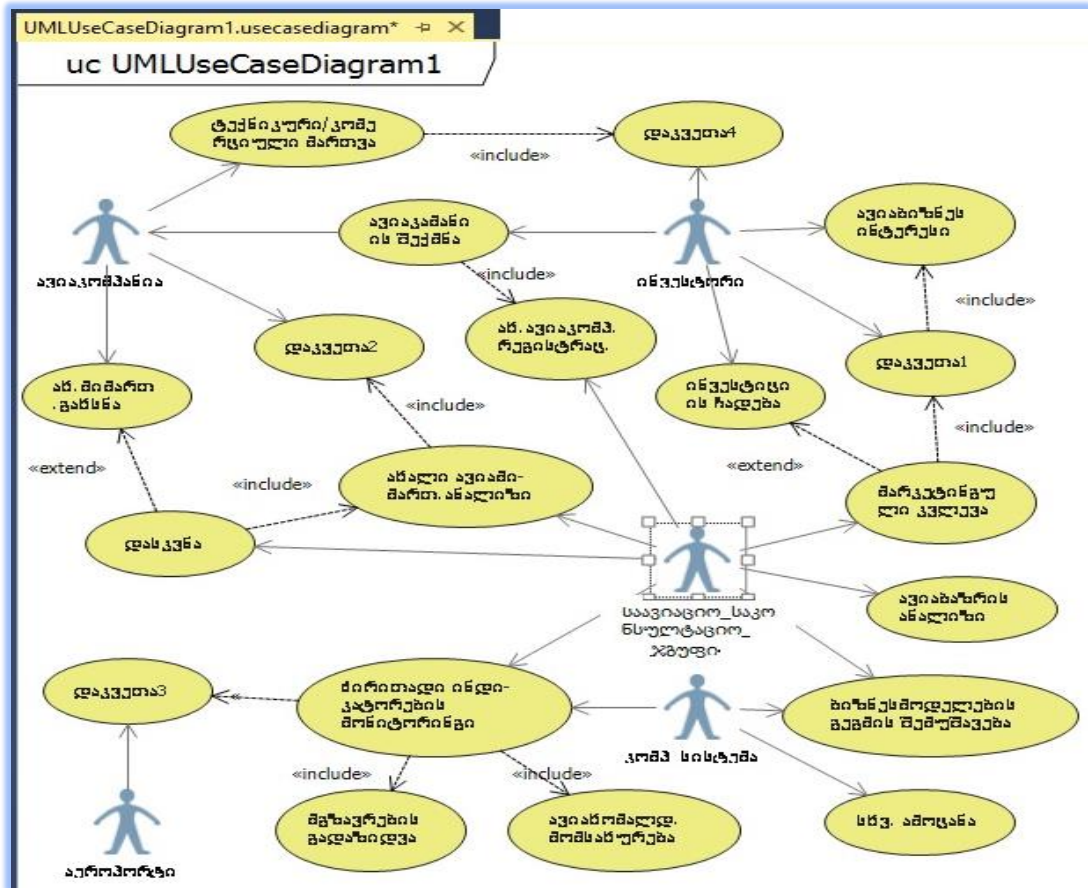 UMLUseCaseDiagram1.usecasediagram*
uc UMLUseCaseDiagram1
ტექნიკური/კომე
რციული მართვა
«include»
დაკვეთა4
ავიაკომპანია
ავიაკამანი
ის შექმნა
«include»
ინვესტორი
ავიაბიზნეს
ინტერესი
«include»
დაკვეთა2
ახ.ავიაკომპ.
რეგისტრაც.
დაკვეთა1
ახ.მიმართ
.გახსნა
«include»
ინვესტიცი
ის ჩადება
«include»
«extend»
«include»
ახალი ავიამი-
მართ.ანალიზი
«extend»
მარკეტინგუ
ლი კვლევა
დასკვნა
საავიაციო_საკო
ნსულტაციო_
ჯგუფი
ავიაბაზრის
ანალიზი
დაკვეთა3
«
ძირითადი ინდი-
კატორების
მონიტორინგი
კომპ სისტემა
ბიზნესმოდელების
გეგმის შემუშავება
«include»
«include»
მგზავრების
გადაზიდვა
ავიახომალდ.
მომსახურება
სხვ. ამოცანა
აეროპორტი